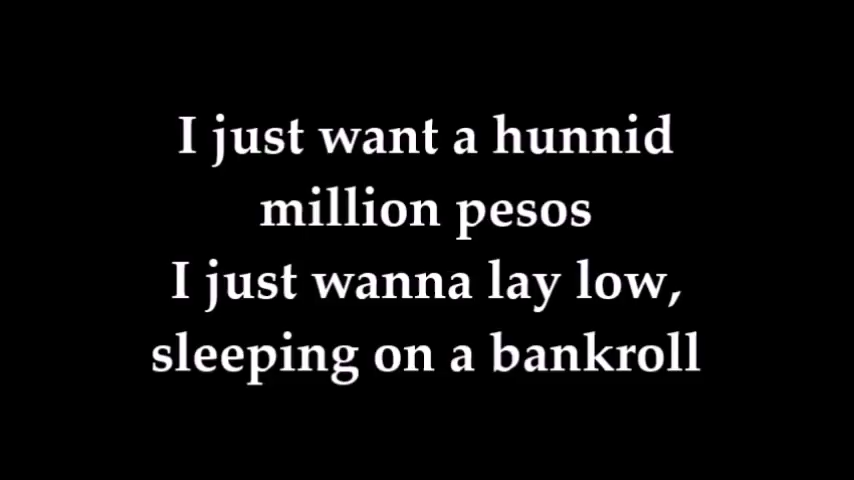 I just want a hunnid
million pesos
I just wanna lay low,
sleeping on a bankroll